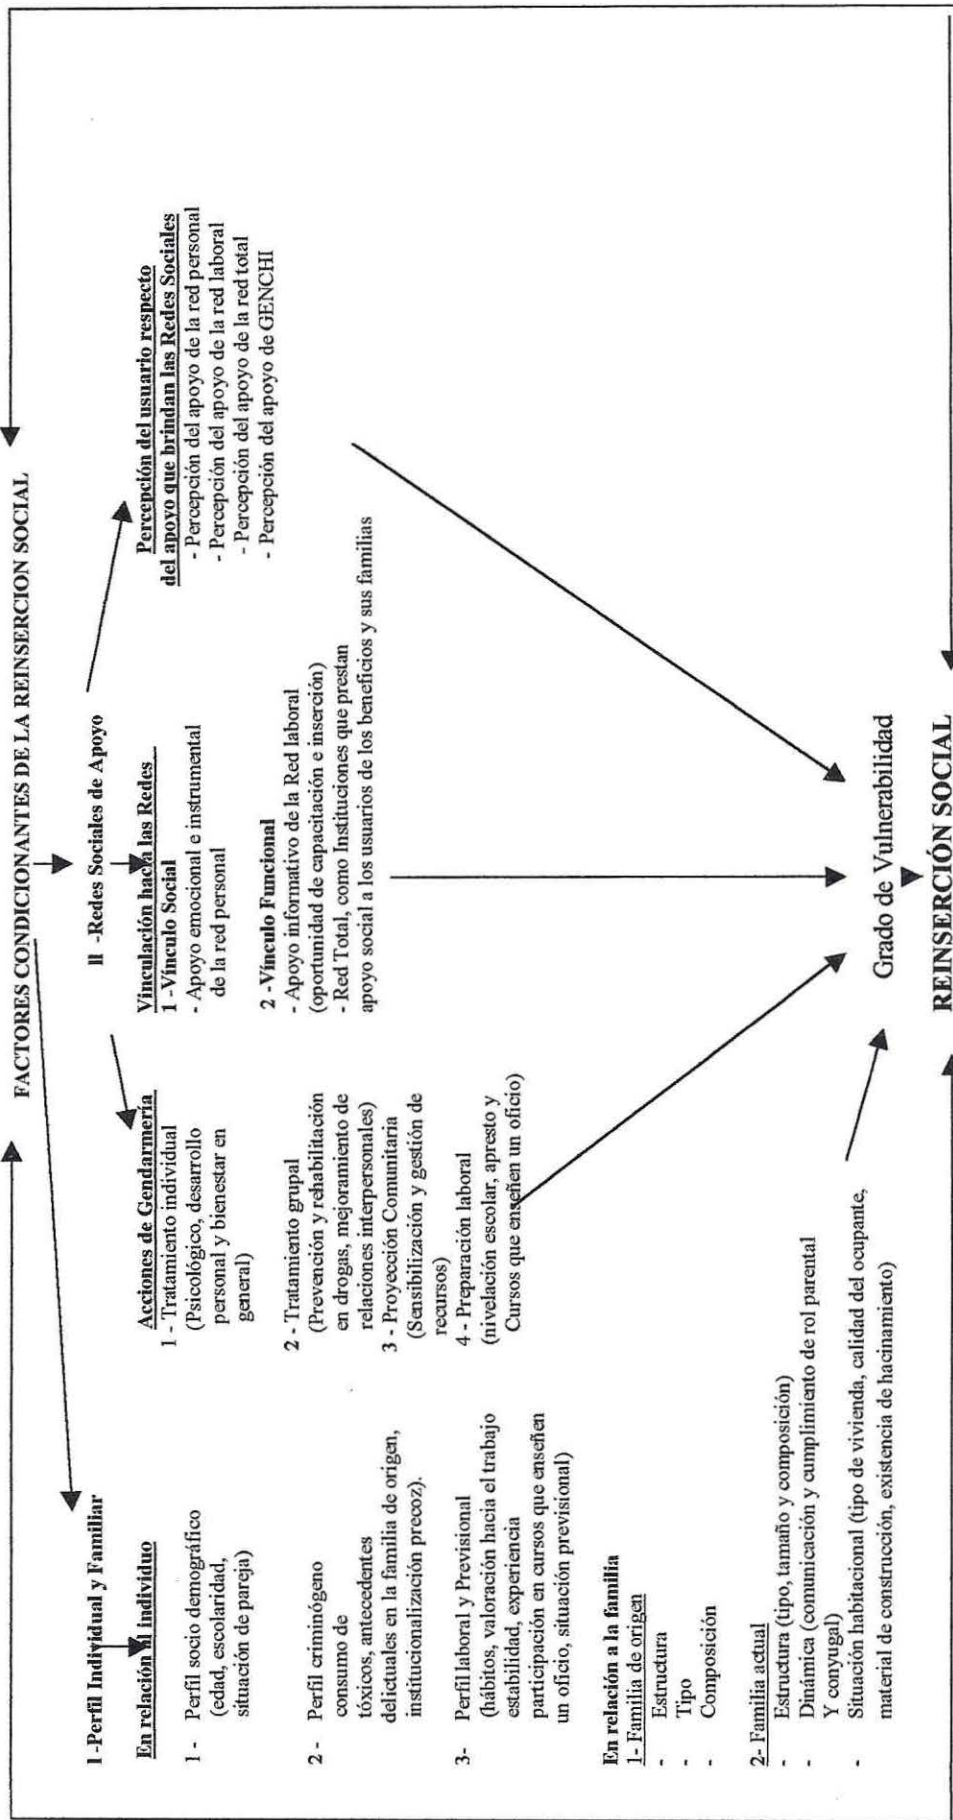 FACTORES CONDICIONANTES DE LA REINSERCION SOCIAL
I -Perfil Individual y Familiar
En relación al individuo
1 - Perfil socio demográfico
(edad, escolaridad,
situación de pareja)
2 - Perfil criminógeno
consumo de
tóxicos, antecedentes
delictuales en la familia de origen,
institucionalización precoz).
3- Perfil laboral y Previsional
(hábitos, valoración hacia el trabajo
estabilidad, experiencia
participación en cursos que enseñen
un oficio, situación previsional)
En relación a la familia
1- Familia de origen
- Estructura
- Tipo
- Composición
2- Familia actual
- Estructura (tipo, tamaño y composición)
- Dinámica (comunicación y cumplimiento de rol parental
Y conyugal)
- Situación habitacional (tipo de vivienda, calidad del ocupante,
material de construcción, existencia de hacinamiento)
II -Redes Sociales de Apoyo
Acciones de Gendarmería
1 - Tratamiento individual
(Psicológico, desarrollo
personal y bienestar en
general)
2 - Tratamiento grupal
(Prevención y rehabilitación
en drogas, mejoramiento de
relaciones interpersonales)
3 - Proyección Comunitaria
(Sensibilización y gestión de
recursos)
4 - Preparación laboral
(nivelación escolar, apresto y
Cursos que enseñen un oficio)
Vinculación hacia las Redes
1 -Vínculo Social
- Apoyo emocional e instrumental
de la red personal
2 -Vínculo Funcional
- Apoyo informativo de la Red laboral
(oportunidad de capacitación e inserción)
- Red Total, como Instituciones que prestan
apoyo social a los usuarios de los beneficios y sus familias
Percepción del usuario respecto
del apoyo que brindan las Redes Sociales
- Percepción del apoyo de la red personal
- Percepción del apoyo de la red laboral
- Percepción del apoyo de la red total
- Percepción del apoyo de GENCHI
Grado de Vulnerabilidad
REINSERCIÓN SOCIAL